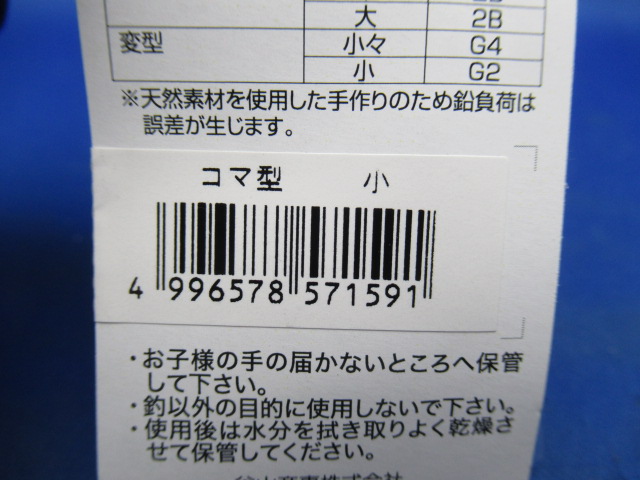 大 2B
変型 小々 G4
小 G2
※天然素材を使用した手作りのため鉛負荷は
誤差が生じます。
コマ型 小
4 996578 571591
・お子様の手の届かないところへ保管
して下さい。
・釣以外の目的に使用しないで下さい。
・使用後は水分を拭き取りよく乾燥さ
せて保管してください。